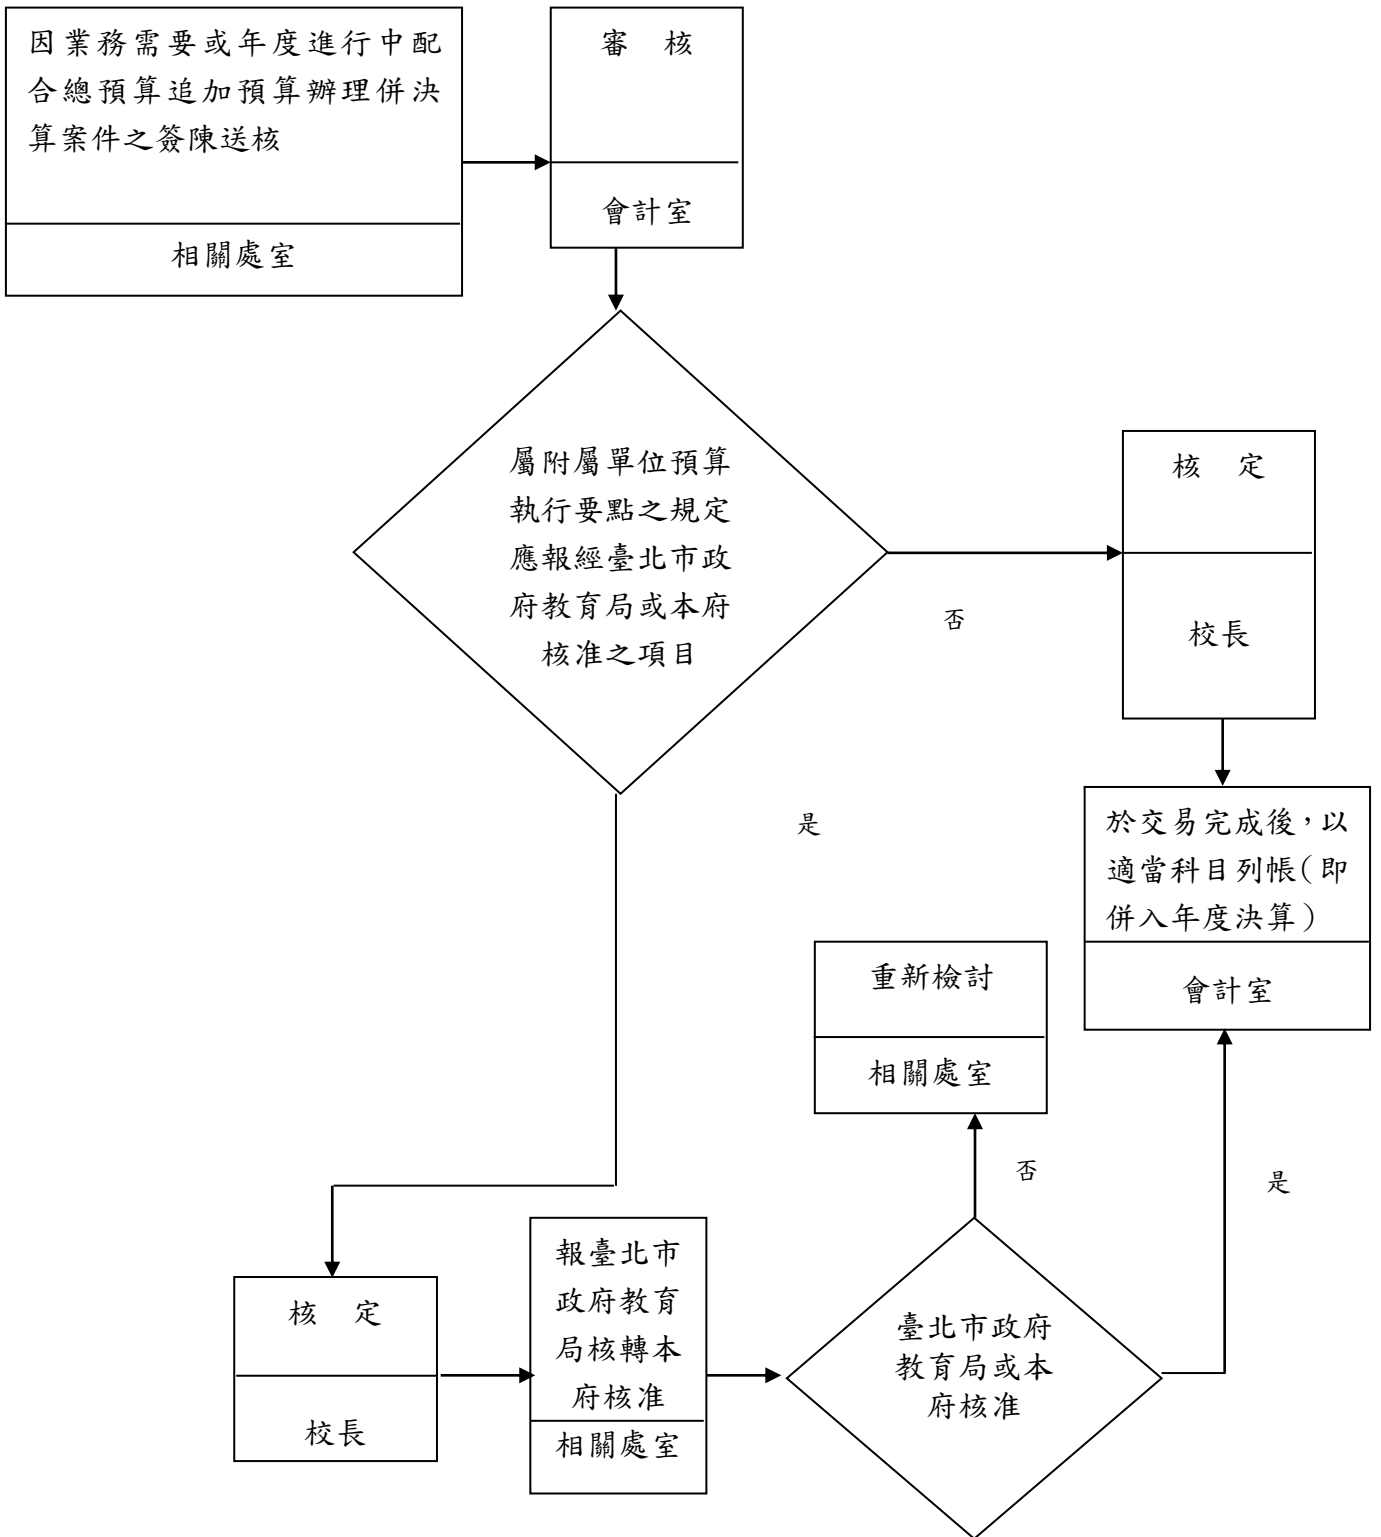 因業務需要或年度進行中配
合總預算追加預算辦理併決
算案件之簽陳送核
相關處室
審　核
會計室
屬附屬單位預算
執行要點之規定
應報經臺北市政
府教育局或本府
核准之項目
否
核　定
校長
是
於交易完成後，以
適當科目列帳（即
併入年度決算）
會計室
重新檢討
相關處室
否
是
核　定
校長
報臺北市
政府教育
局核轉本
府核准
相關處室
臺北市政府
教育局或本
府核准